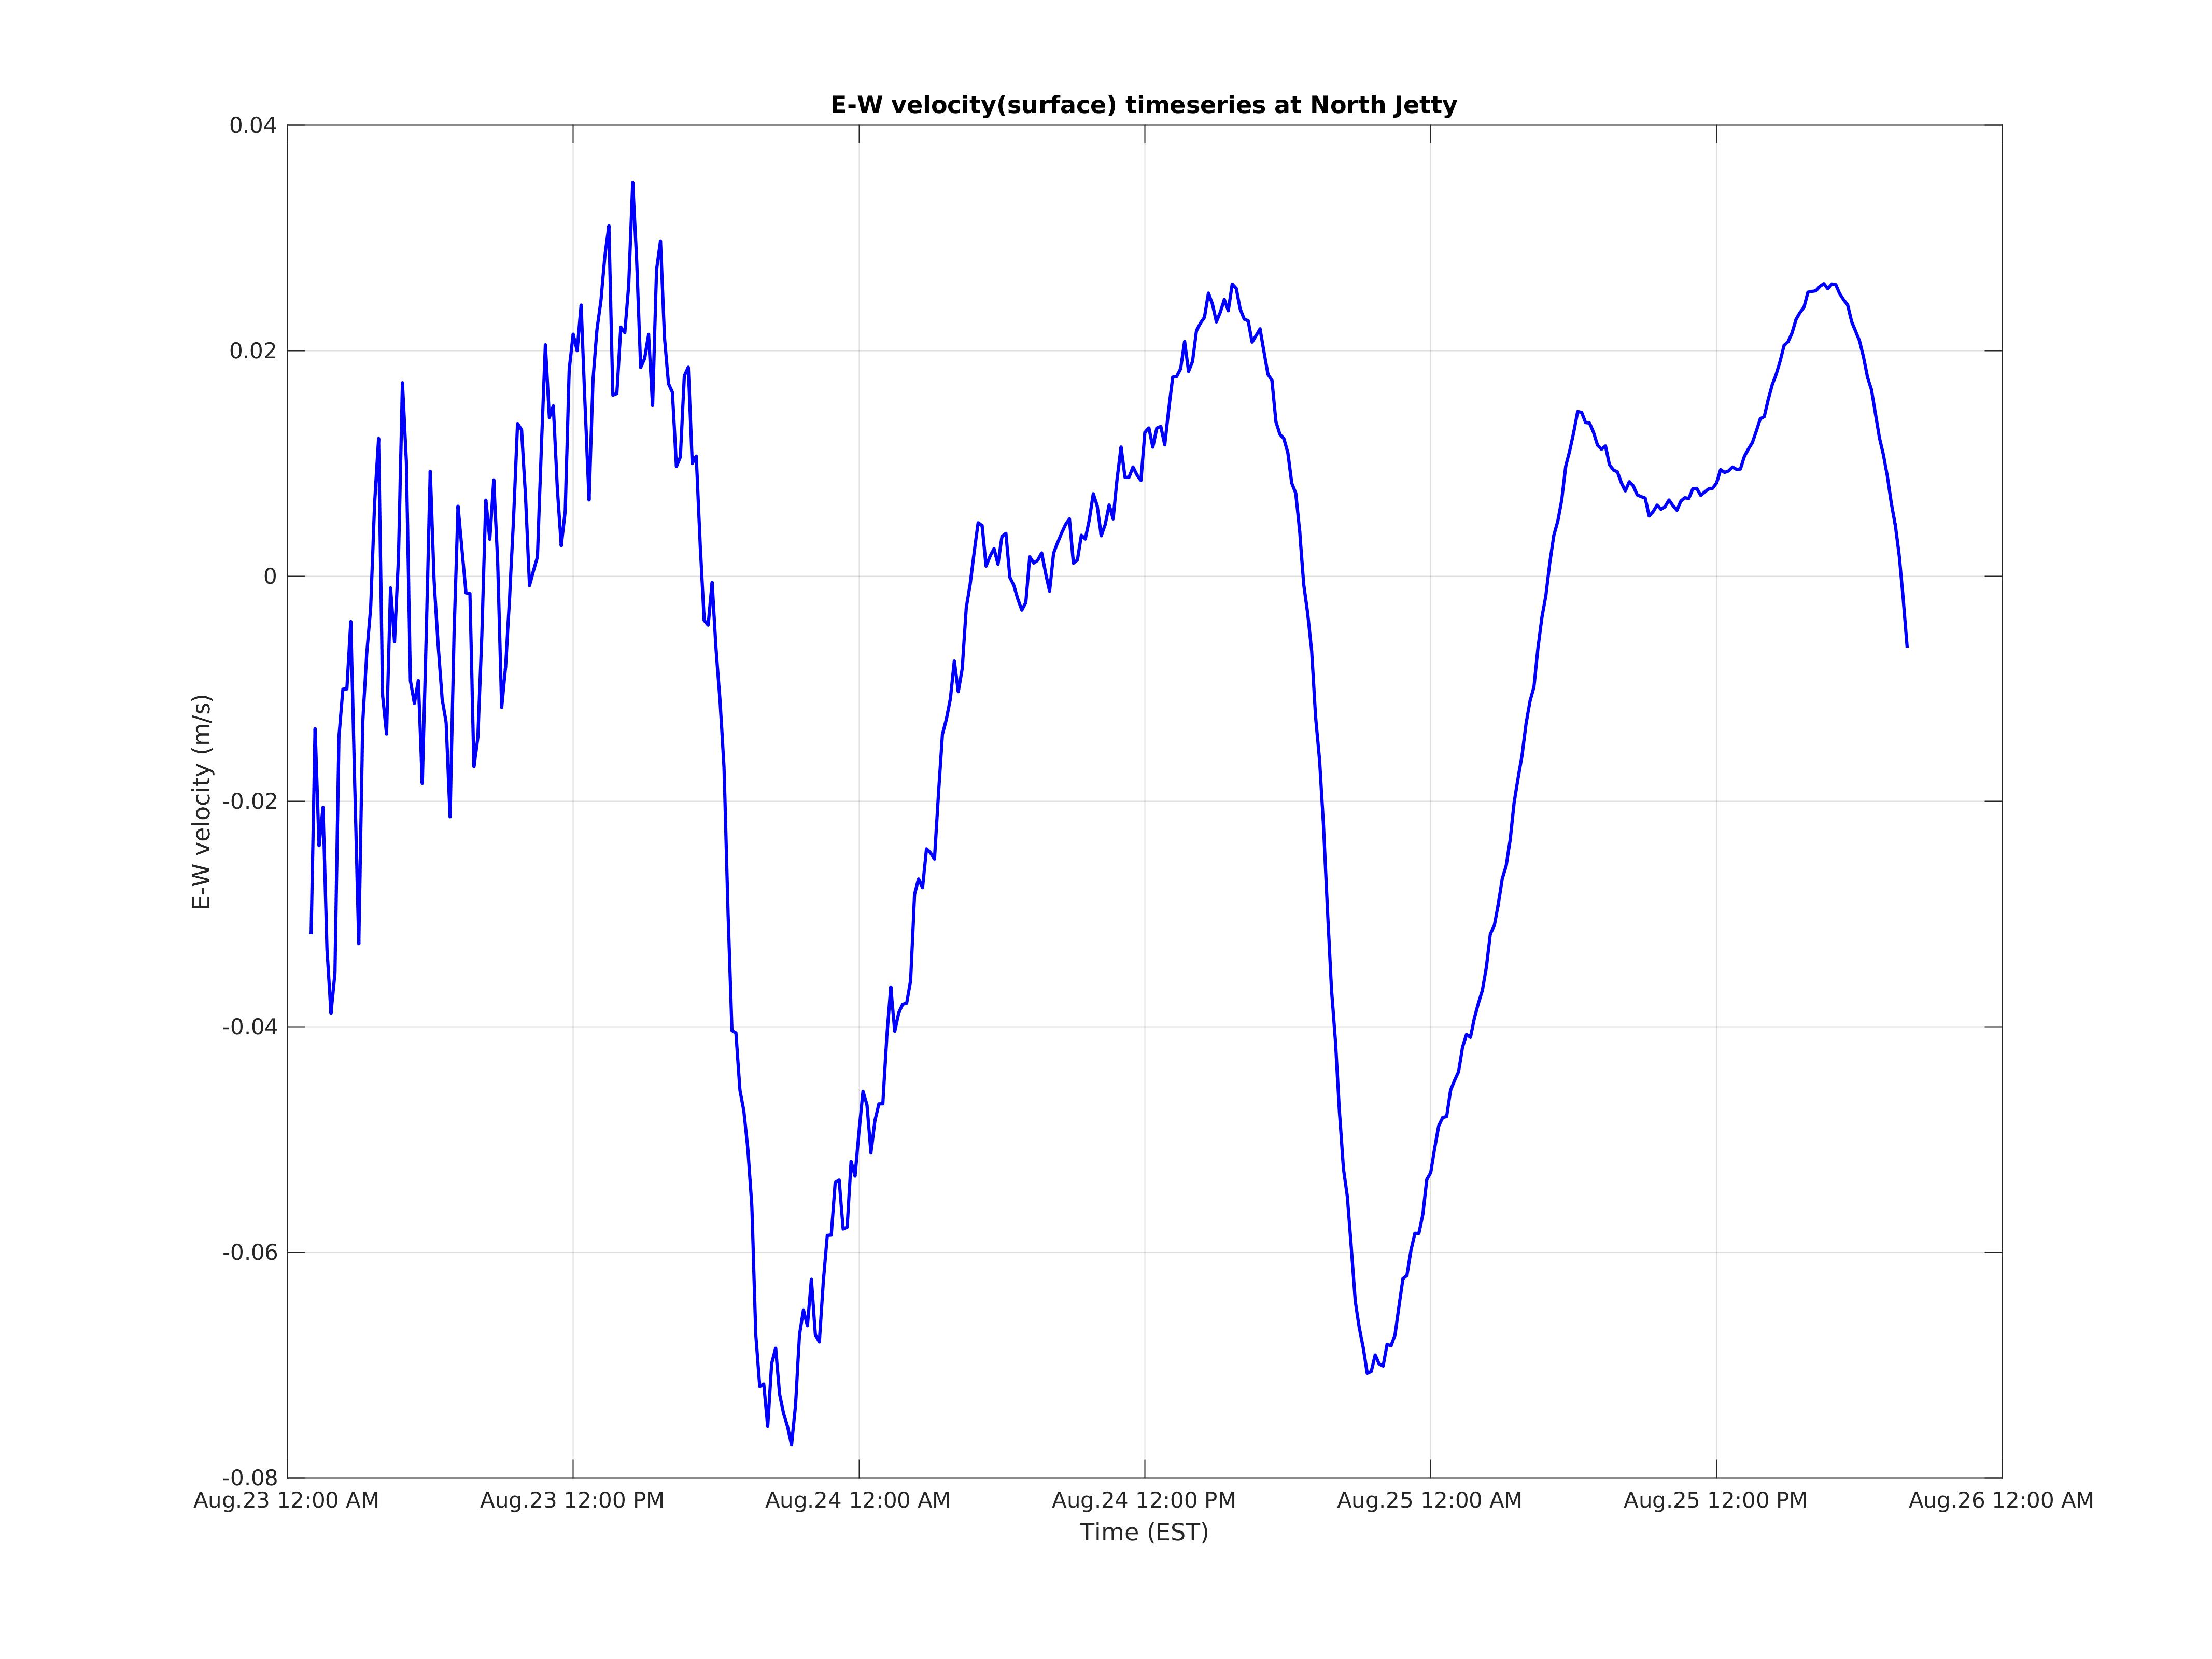 E-W velocity(surface) timeseries at North Jetty
0.04
0.02
0
-0.02
-0.04
-0.06
-0.08
E-W velocity (m/s)
Aug.23 12:00 AM
Aug.23 12:00 PM
Aug.24 12:00 AM
Aug.24 12:00 PM
Aug.25 12:00 AM
Aug.25 12:00 PM
Aug.26 12:00 AM
Time (EST)